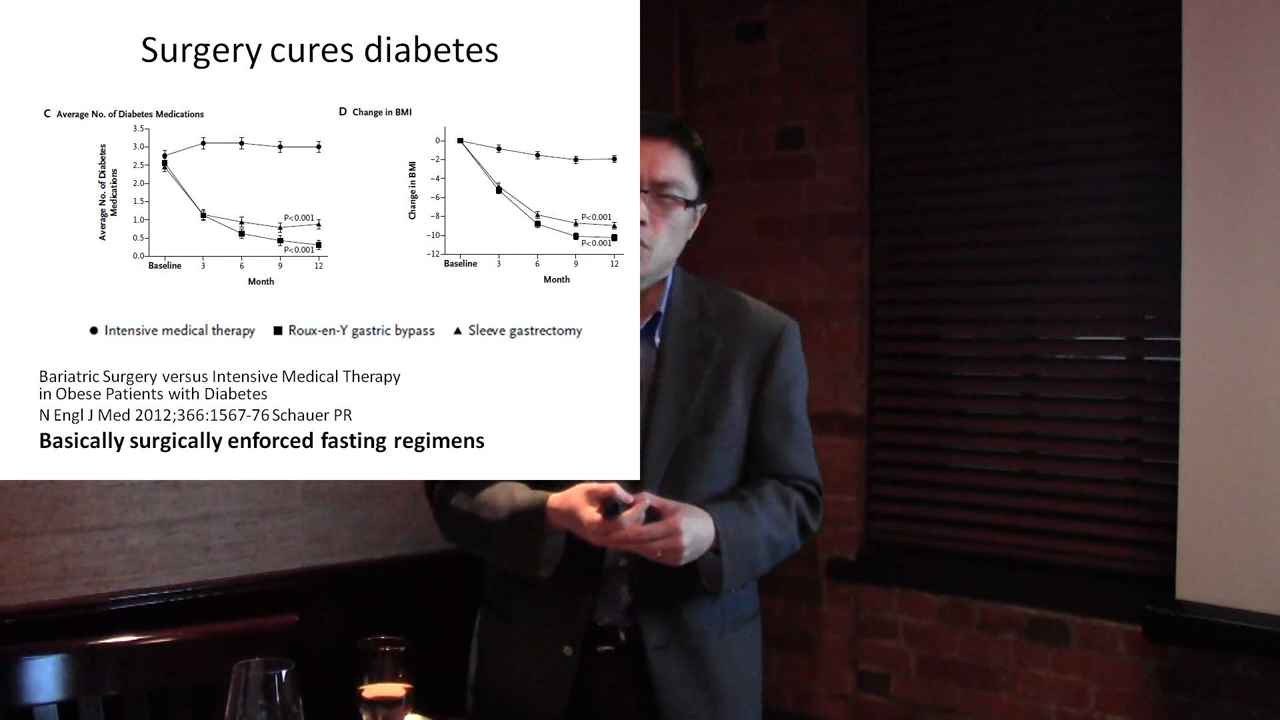 Surgery cures diabetes
C Average No. of Diabetes Medications
Average No. of Diabetes
Medications
3.5
3.0
2.5
2.0
1.5
1.0
0.5
0.0
P<0.001
P<0.001
Baseline 3 6 9 12
Month
D Change in BMI
Change in BMI
0
−2
−4
−6
−8
−10
−12
P<0.001
P<0.001
Baseline 3 6 9 12
Month
Intensive medical therapy Roux-en-Y gastric bypass Sleeve gastrectomy
Bariatric Surgery versus Intensive Medical Therapy
in Obese Patients with Diabetes
N Engl J Med 2012;366:1567-76 Schauer PR
Basically surgically enforced fasting regimens